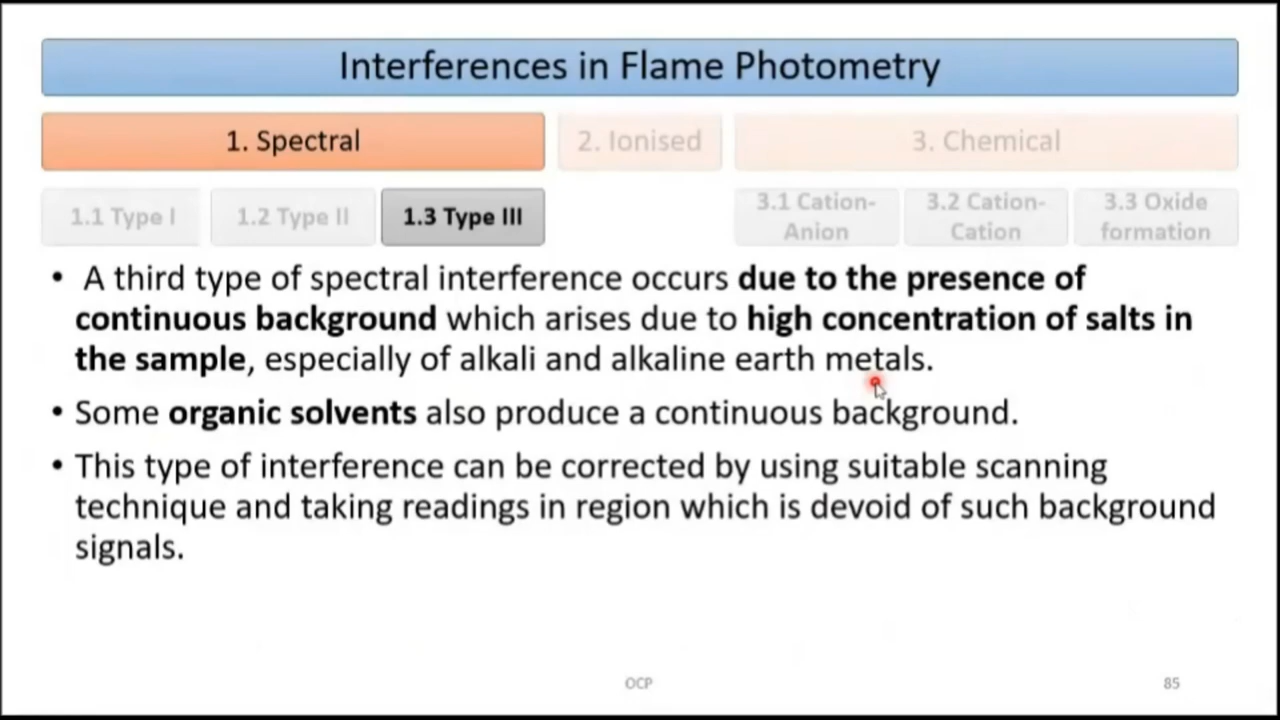 Interferences in Flame Photometry
1. Spectral
2. Ionised
3. Chemical
1.1 Type I
1.2 Type II
1.3 Type III
3.1 Cation-
Anion
3.2 Cation-
Cation
3.3 Oxide
formation
• A third type of spectral interference occurs due to the presence of
continuous background which arises due to high concentration of salts in
the sample, especially of alkali and alkaline earth metals.
• Some organic solvents also produce a continuous background.
• This type of interference can be corrected by using suitable scanning
technique and taking readings in region which is devoid of such background
signals.
OCP
85